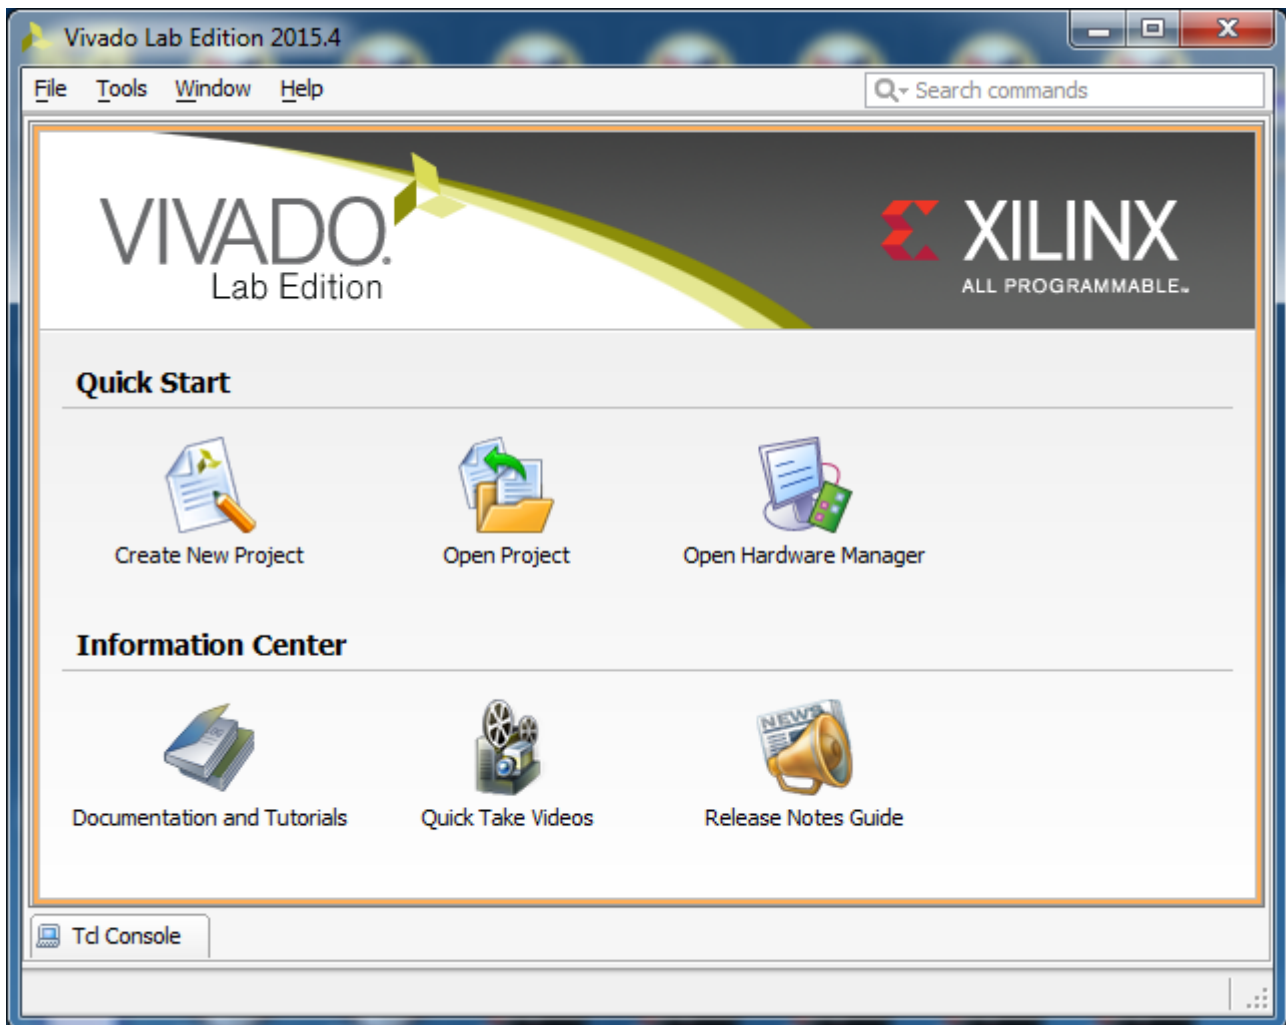 Vivado Lab Edition 2015.4
File Tools Window Help Search commands
VIVADO.
Lab Edition
XILINX
ALL PROGRAMMABLE™
Quick Start
Create New Project Open Project Open Hardware Manager
Information Center
NEWS
Documentation and Tutorials Quick Take Videos Release Notes Guide
Tcl Console